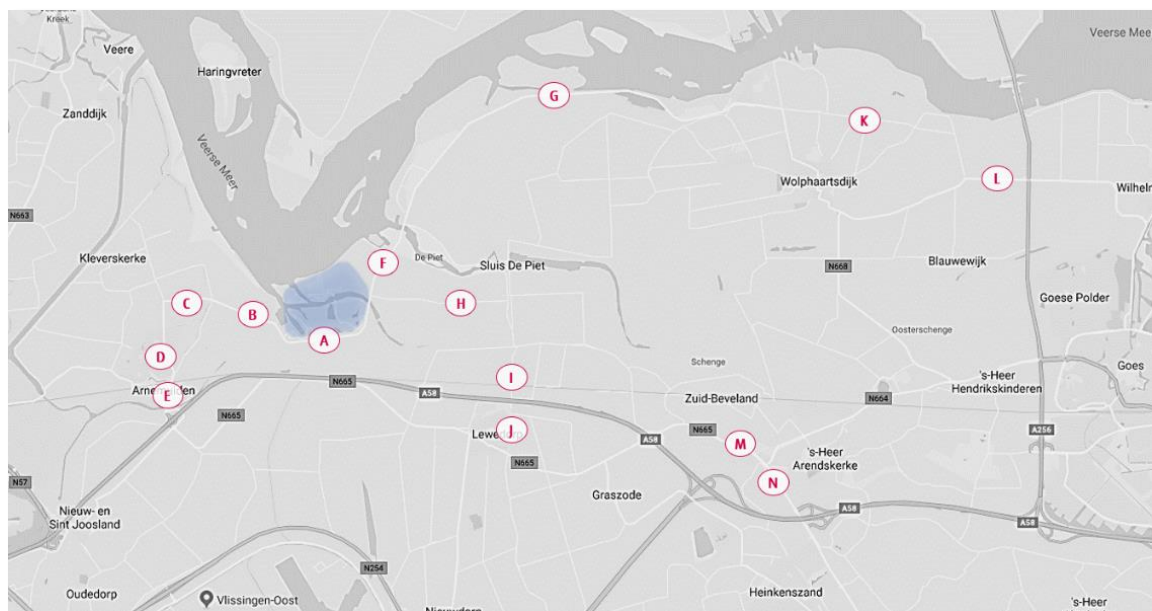 Kreek
Veere
Haringvreter
Veerse Mee
Zanddijk
G
K
Veerse Meer
Wolphaartsdijk
L
Wilheln
N663
Kleverskerke
De Piet
F
Sluis De Piet
N668
Blauwewijk
C
B
H
Goese Polder
A
Oosterschenge
D
Schenge
Goes
E
N665
A58
I
Zuid-Beveland
N664
's-Heer
Hendrikskinderen
N665
J
N665
A58
M
A256
N665
's-Heer
Arendskerke
N57
N
Graszode
A58
A58
Nieuw- en
Sint Joosland
N254
Oudedorp
Vlissingen-Oost
Heinkenszand
's-Heer